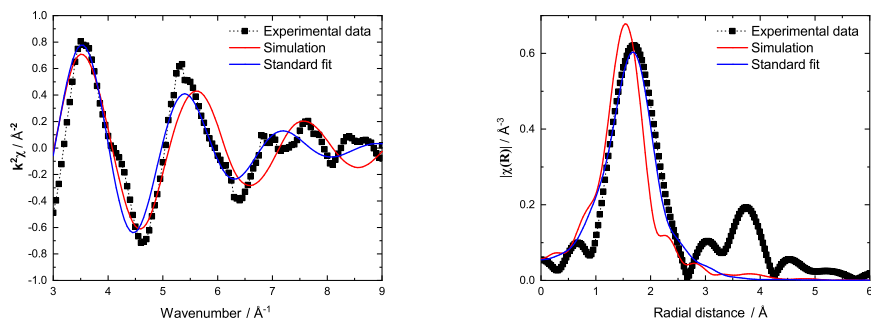 1.0
0.8
0.6
0.4
0.2
0.0
-0.2
-0.4
-0.6
-0.8
-1.0
k²χ / Å⁻²
3 4 5 6 7 8 9
Wavenumber / Å⁻¹
Experimental data
Simulation
Standard fit
0.6
0.4
0.2
0.0
|χ(R)| / Å⁻³
0 1 2 3 4 5 6
Radial distance / Å
Experimental data
Simulation
Standard fit